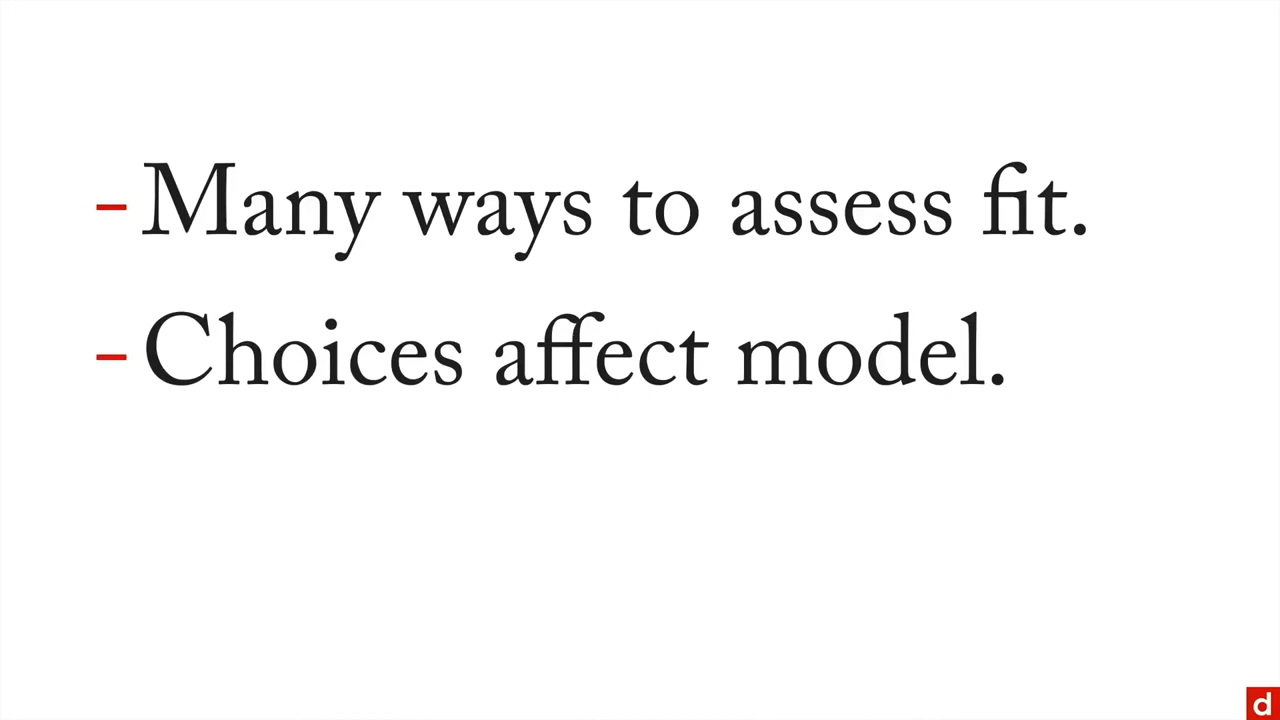 - Many ways to assess fit.
- Choices affect model.
d